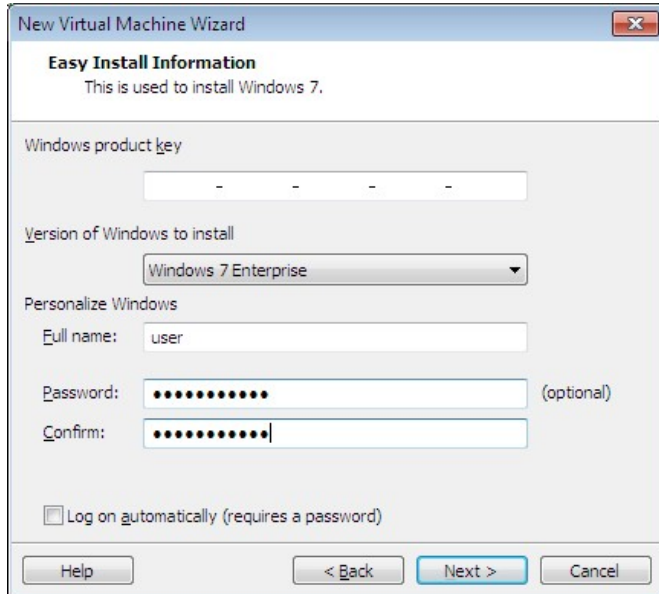 New Virtual Machine Wizard
Easy Install Information
This is used to install Windows 7.
Windows product key
- - - -
Version of Windows to install
Windows 7 Enterprise
Personalize Windows
Full name: user
Password: ●●●●●●●●●●● (optional)
Confirm: ●●●●●●●●●●●
Log on automatically (requires a password)
Help < Back Next > Cancel